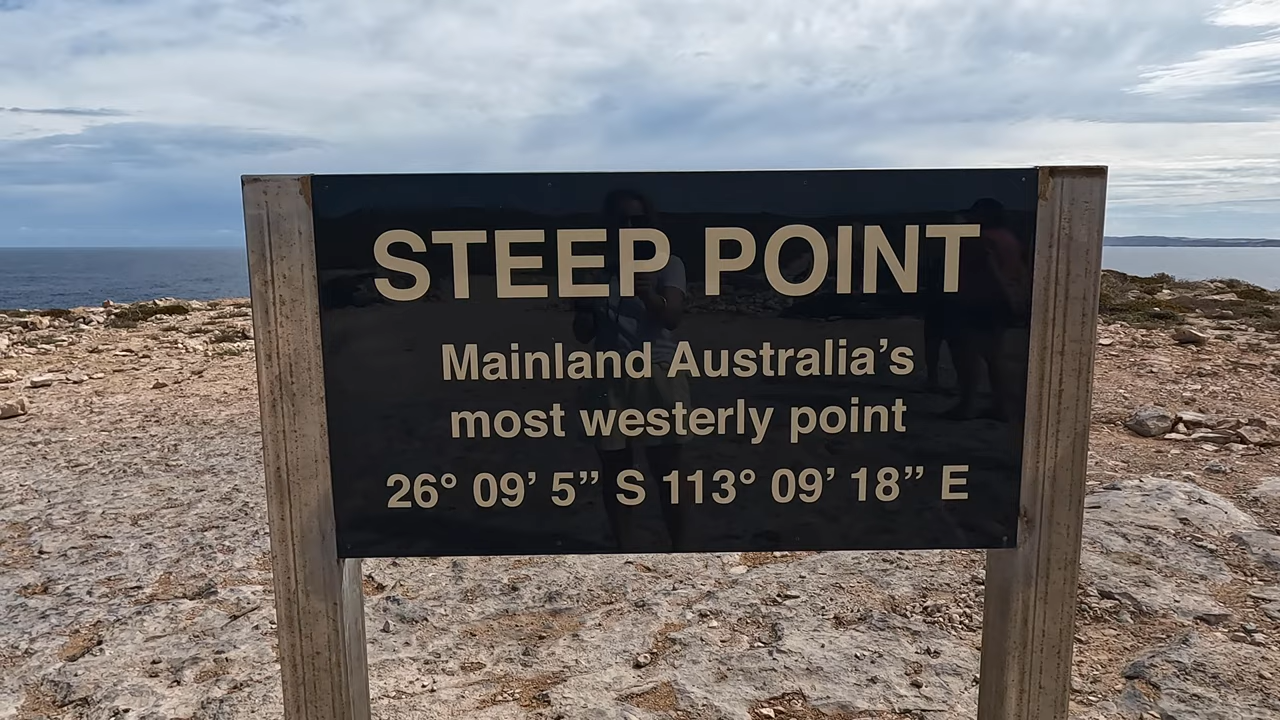 STEEP POINT
Mainland Australia’s
most westerly point
26° 09’ 5” S 113° 09’ 18” E